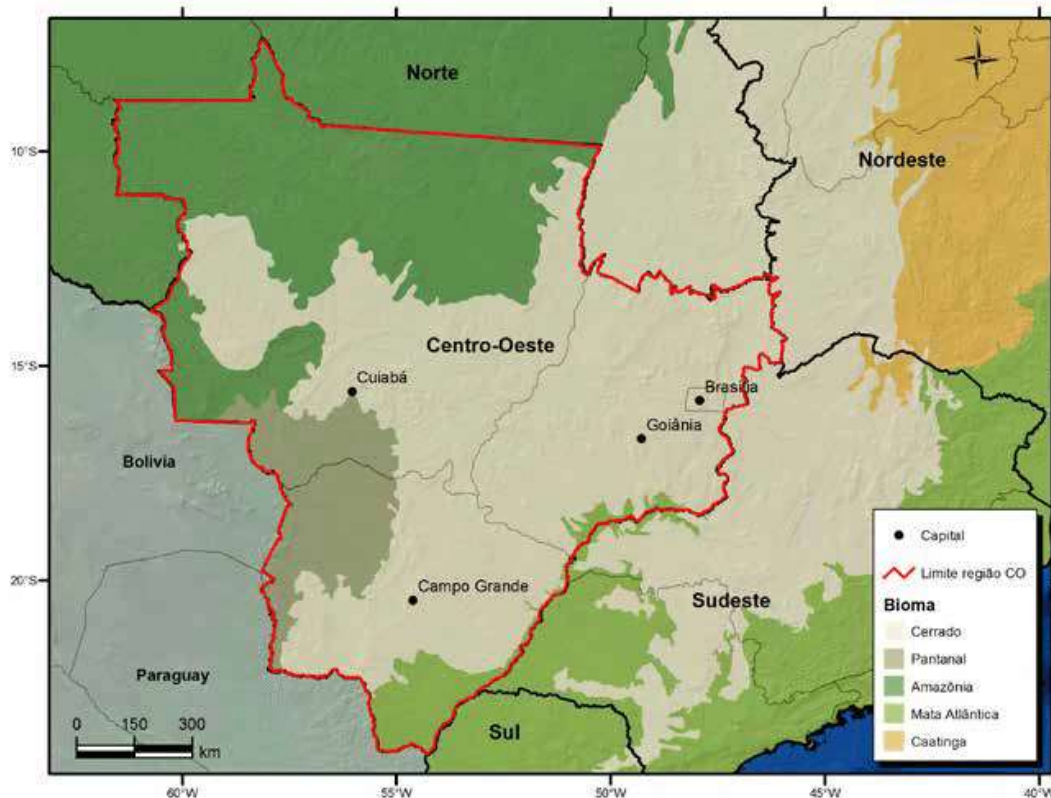 Norte
N
10°S
Nordeste
Centro-Oeste
15°S
Cuiabá
Brasília
Goiânia
Bolivia
Capital
Limite região CO
Bioma
Cerrado
Pantanal
Amazônia
Mata Atlântica
Caatinga
20°S
Campo Grande
Sudeste
Paraguay
Sul
0 150 300
km
60°W 55°W 50°W 45°W 40°W